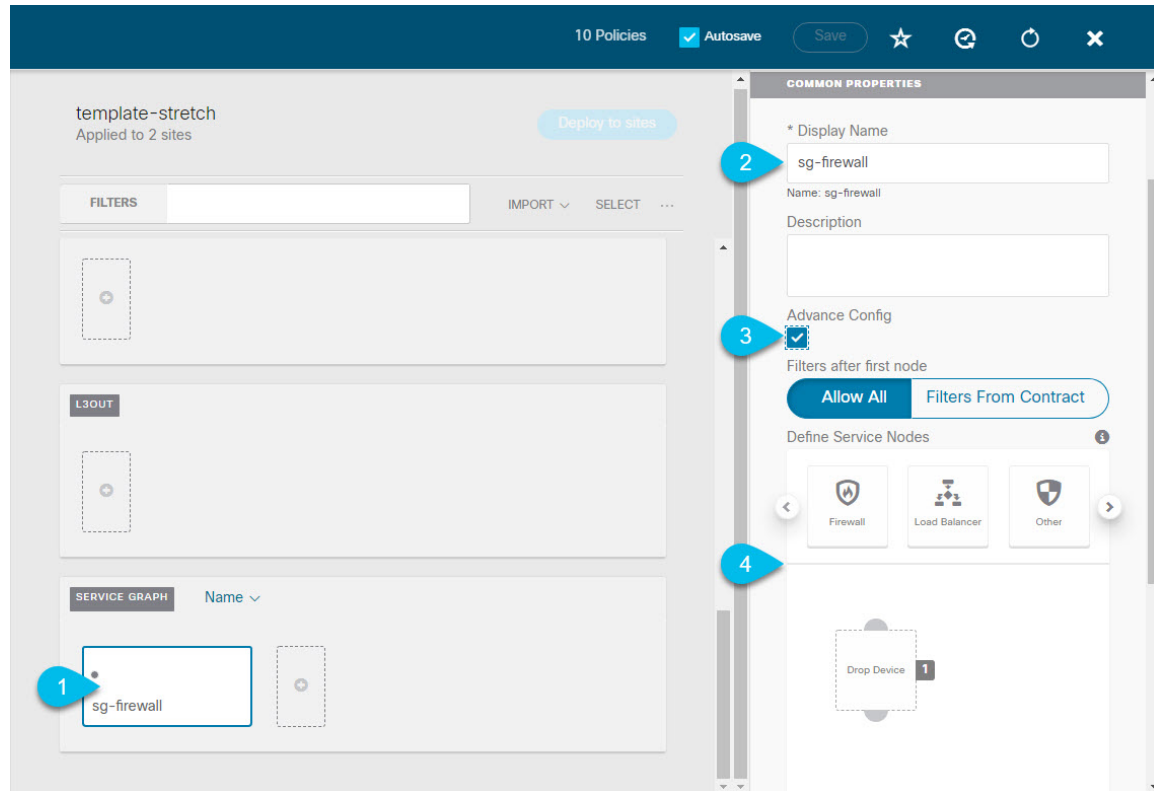 10 Policies
Autosave
Save
template-stretch
Applied to 2 sites
Deploy to sites
FILTERS
IMPORT
SELECT
...
L3OUT
SERVICE GRAPH
Name
1
sg-firewall
COMMON PROPERTIES
* Display Name
2
sg-firewall
Name: sg-firewall
Description
Advance Config
3
Filters after first node
Allow All
Filters From Contract
Define Service Nodes
Firewall
Load Balancer
Other
4
Drop Device
1